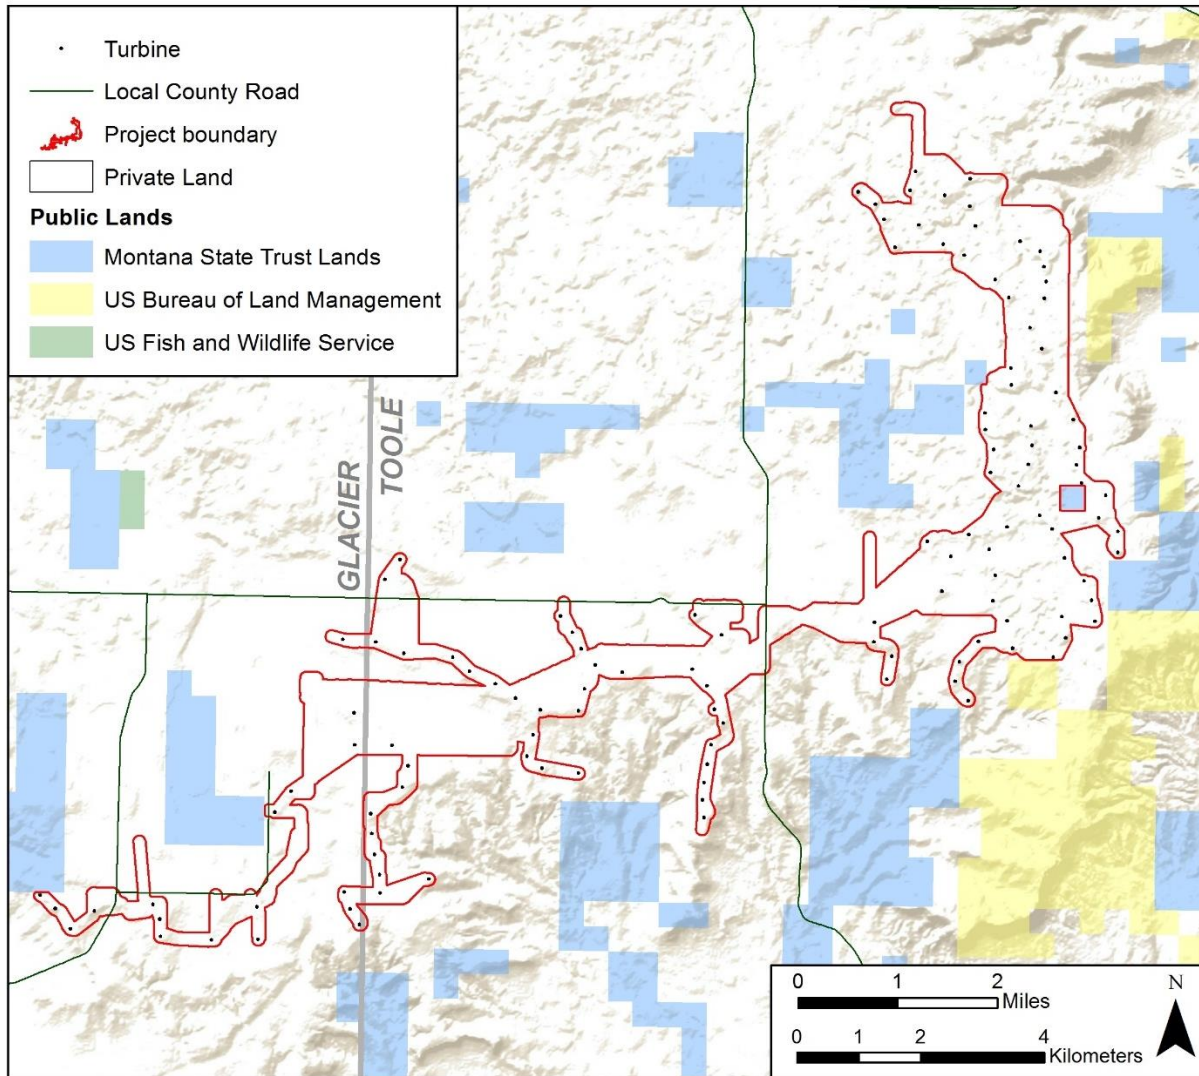 Turbine
Local County Road
Project boundary
Private Land
Public Lands
Montana State Trust Lands
US Bureau of Land Management
US Fish and Wildlife Service
GLACIER
TOOLE
0 1 2
Miles
0 1 2 4
Kilometers
N